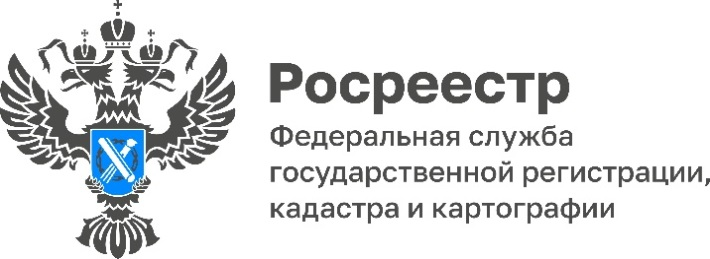 Росреестр
Федеральная служба
государственной регистрации,
кадастра и картографии